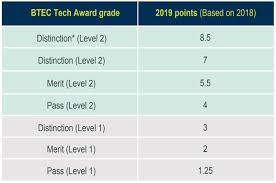 BTEC Tech Award grade 2019 points (Based on 2018)
Distinction* (Level 2) 8.5
Distinction (Level 2) 7
Merit (Level 2) 5.5
Pass (Level 2) 4
Distinction (Level 1) 3
Merit (Level 1) 2
Pass (Level 1) 1.25